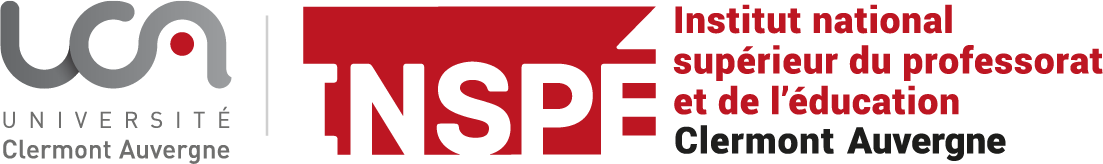 UCA
UNIVERSITÉ
Clermont Auvergne
INSPÉ
Institut national
supérieur du professorat
et de l'éducation
Clermont Auvergne